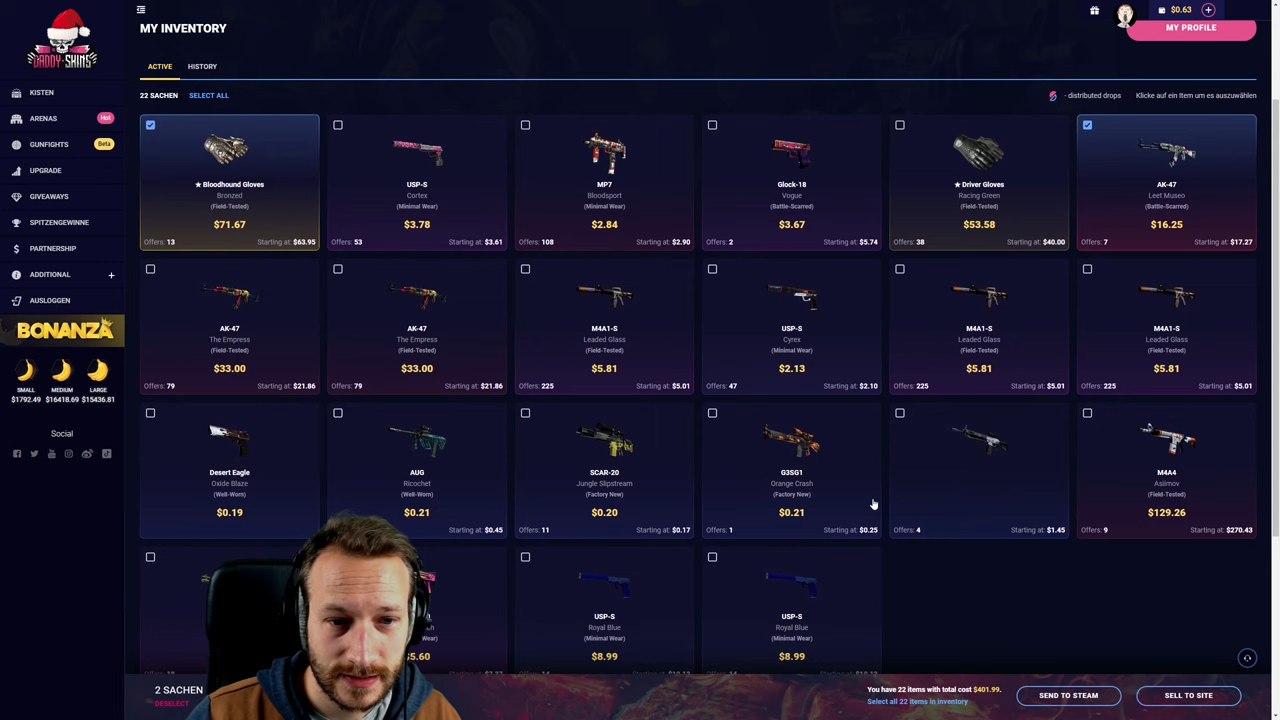 $0.63
MY INVENTORY
MY PROFILE
DADDY-SKINS
KISTEN
ARENAS Hot
GUNFIGHTS Beta
UPGRADE
GIVEAWAYS
SPITZENGEWINNE
PARTNERSHIP
ADDITIONAL +
AUSLOGGEN
BONANZA
SMALL MEDIUM LARGE
$1792.49 $16418.69 $15436.81
Social
ACTIVE HISTORY
22 SACHEN SELECT ALL - distributed drops Klicke auf ein Item um es auszuwählen
★ Bloodhound Gloves
Bronzed
(Field-Tested)
$71.67
Offers: 13 Starting at: $63.95
USP-S
Cortex
(Minimal Wear)
$3.78
Offers: 53 Starting at: $3.61
MP7
Bloodsport
(Minimal Wear)
$2.84
Offers: 108 Starting at: $2.90
Glock-18
Vogue
(Battle-Scarred)
$3.67
Offers: 2 Starting at: $5.74
★ Driver Gloves
Racing Green
(Field-Tested)
$53.58
Offers: 38 Starting at: $40.00
AK-47
Leet Museo
(Battle-Scarred)
$16.25
Offers: 7 Starting at: $17.27
AK-47
The Empress
(Field-Tested)
$33.00
Offers: 79 Starting at: $21.86
AK-47
The Empress
(Field-Tested)
$33.00
Offers: 79 Starting at: $21.86
M4A1-S
Leaded Glass
(Field-Tested)
$5.81
Offers: 225 Starting at: $5.01
USP-S
Cyrex
(Minimal Wear)
$2.13
Offers: 47 Starting at: $2.10
M4A1-S
Leaded Glass
(Field-Tested)
$5.81
Offers: 225 Starting at: $5.01
M4A1-S
Leaded Glass
(Field-Tested)
$5.81
Offers: 225 Starting at: $5.01
Desert Eagle
Oxide Blaze
(Well-Worn)
$0.19
AUG
Ricochet
(Well-Worn)
$0.21
Starting at: $0.45
SCAR-20
Jungle Slipstream
(Factory New)
$0.20
Offers: 11 Starting at: $0.17
G3SG1
Orange Crash
(Factory New)
$0.21
Offers: 1 Starting at: $0.25
Offers: 4 Starting at: $1.45
M4A4
Asiimov
(Field-Tested)
$129.26
Offers: 9 Starting at: $270.43
Wear)
$5.60
USP-S
Royal Blue
(Minimal Wear)
$8.99
USP-S
Royal Blue
(Minimal Wear)
$8.99
2 SACHEN
DESELECT
You have 22 items with total cost $401.99.
Select all 22 items in Inventory
SEND TO STEAM
SELL TO SITE